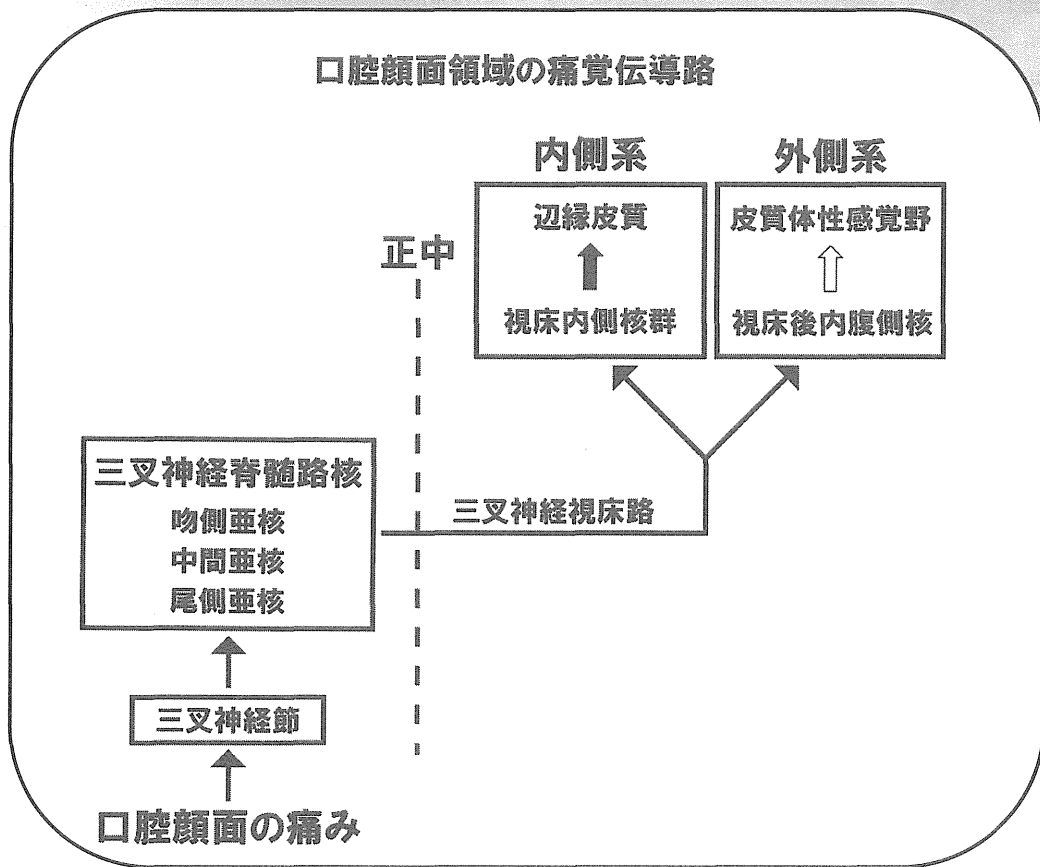 口腔顔面領域の痛覚伝導路
内側系
外側系
辺縁皮質
皮質体性感覚野
正中
視床内側核群
視床後内腹側核
三叉神経脊髄路核
吻側亜核
中間亜核
尾側亜核
三叉神経視床路
三叉神経節
口腔顔面の痛み